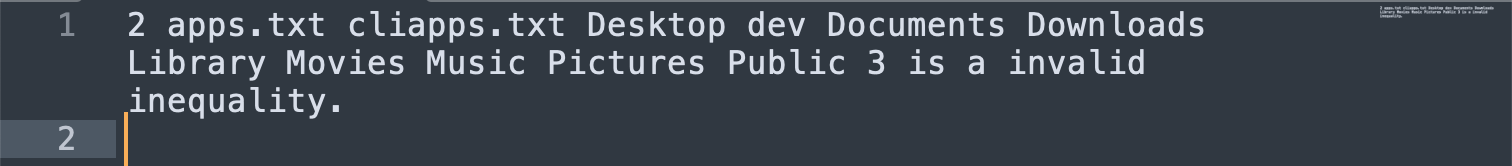 1 2 apps.txt cliapps.txt Desktop dev Documents Downloads
Library Movies Music Pictures Public 3 is a invalid
inequality.
2